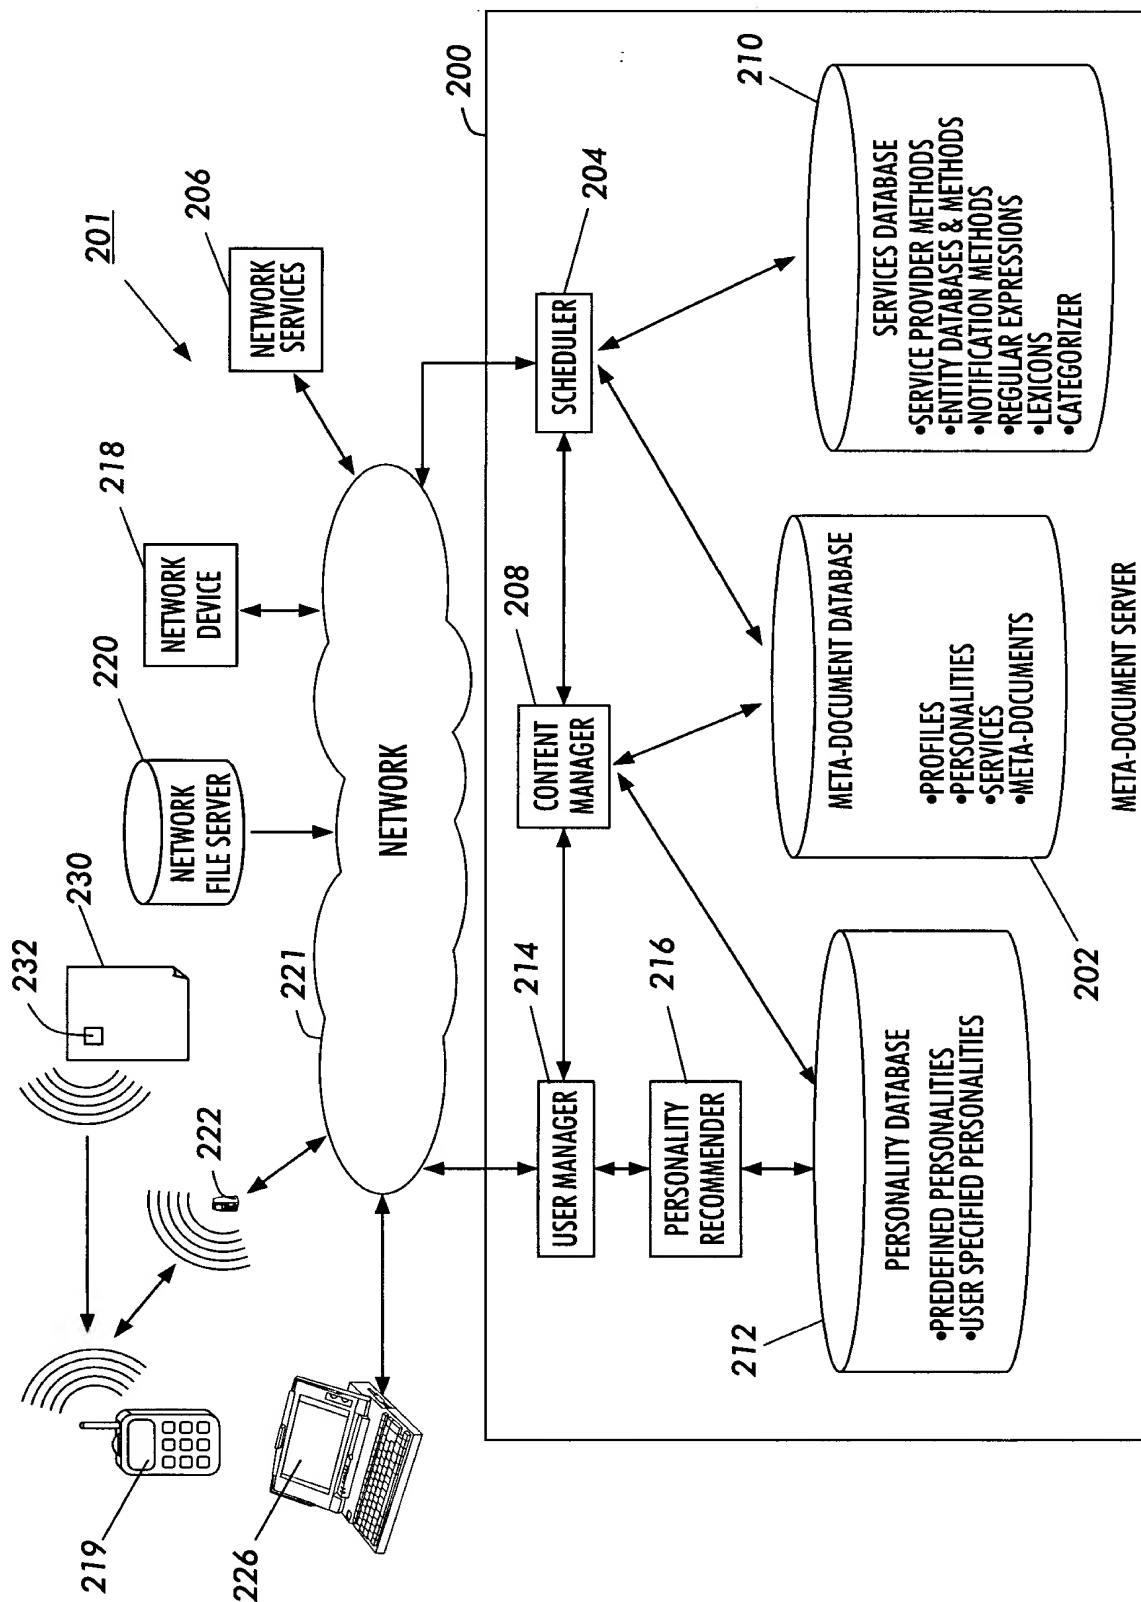 201
219
226
232
230
222
221
220
NETWORK
FILE SERVER
218
NETWORK
DEVICE
206
NETWORK
SERVICES
NETWORK
200
214
USER MANAGER
216
PERSONALITY
RECOMMENDER
208
CONTENT
MANAGER
204
SCHEDULER
212
PERSONALITY DATABASE
•PREDEFINED PERSONALITIES
•USER SPECIFIED PERSONALITIES
202
META-DOCUMENT DATABASE
•PROFILES
•PERSONALITIES
•SERVICES
•META-DOCUMENTS
210
SERVICES DATABASE
•SERVICE PROVIDER METHODS
•ENTITY DATABASES & METHODS
•NOTIFICATION METHODS
•REGULAR EXPRESSIONS
•LEXICONS
•CATEGORIZER
META-DOCUMENT SERVER